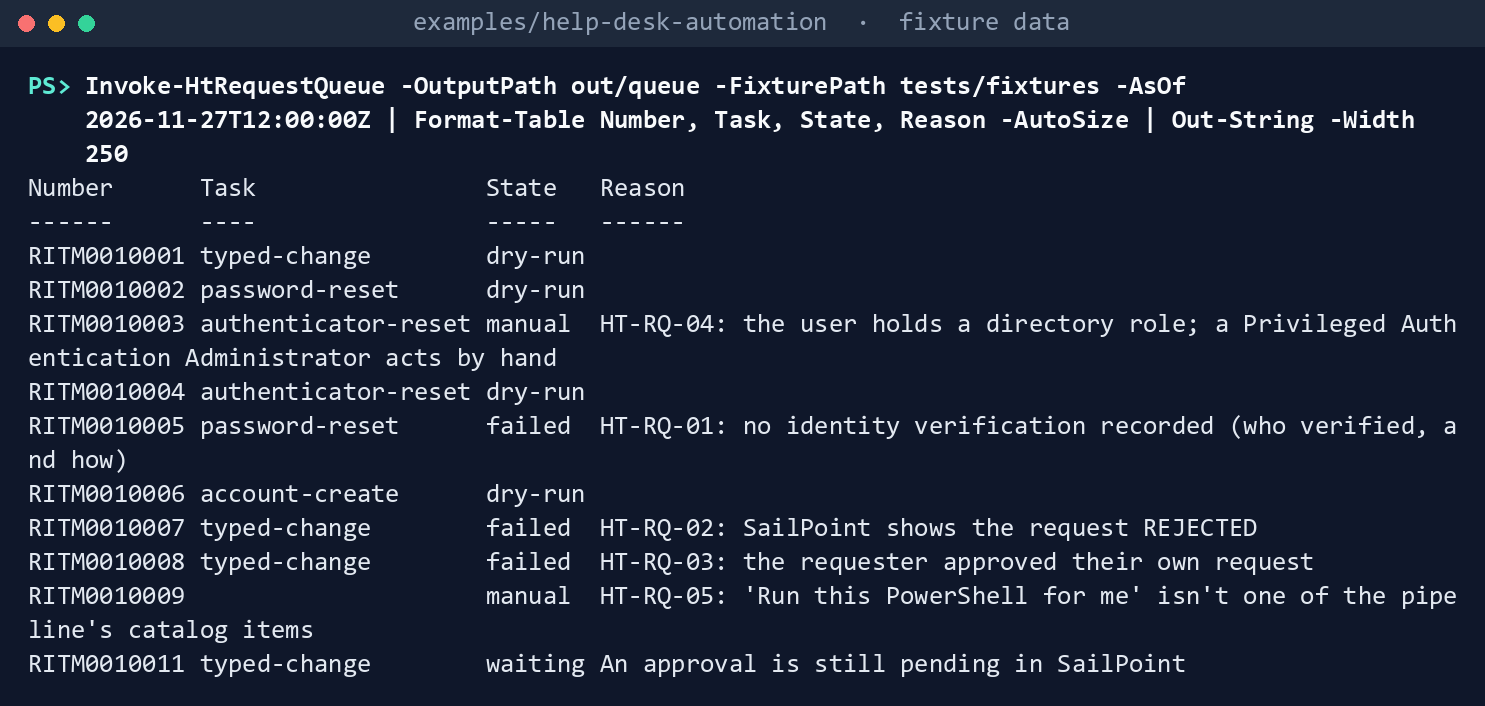 examples/help-desk-automation · fixture data
PS> Invoke-HtRequestQueue -OutputPath out/queue -FixturePath tests/fixtures -AsOf
2026-11-27T12:00:00Z | Format-Table Number, Task, State, Reason -AutoSize | Out-String -Width
250
Number Task State Reason
------ ---- ----- ------
RITM0010001 typed-change dry-run
RITM0010002 password-reset dry-run
RITM0010003 authenticator-reset manual HT-RQ-04: the user holds a directory role; a Privileged Auth
entication Administrator acts by hand
RITM0010004 authenticator-reset dry-run
RITM0010005 password-reset failed HT-RQ-01: no identity verification recorded (who verified, a
nd how)
RITM0010006 account-create dry-run
RITM0010007 typed-change failed HT-RQ-02: SailPoint shows the request REJECTED
RITM0010008 typed-change failed HT-RQ-03: the requester approved their own request
RITM0010009 manual HT-RQ-05: 'Run this PowerShell for me' isn't one of the pipe
line's catalog items
RITM0010011 typed-change waiting An approval is still pending in SailPoint